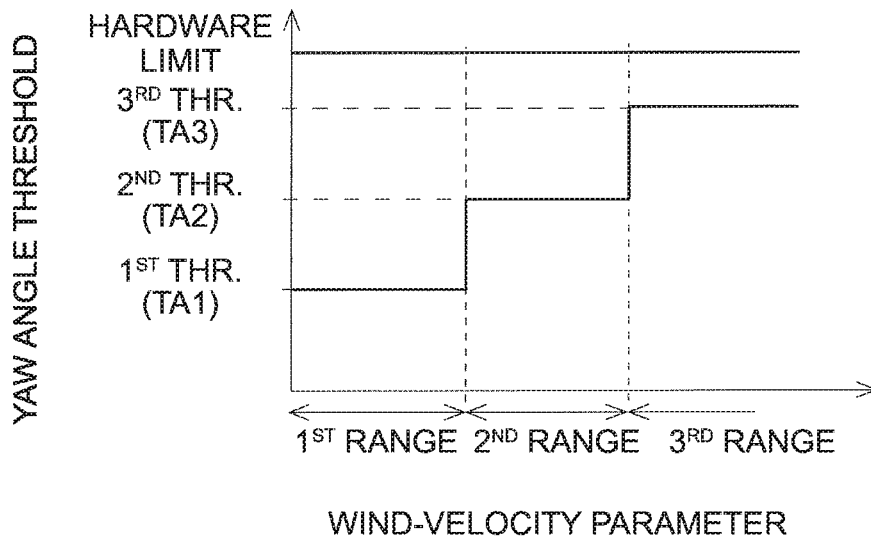 YAW ANGLE THRESHOLD
HARDWARE
LIMIT
3RD THR.
(TA3)
2ND THR.
(TA2)
1ST THR.
(TA1)
1ST RANGE 2ND RANGE 3RD RANGE
WIND-VELOCITY PARAMETER